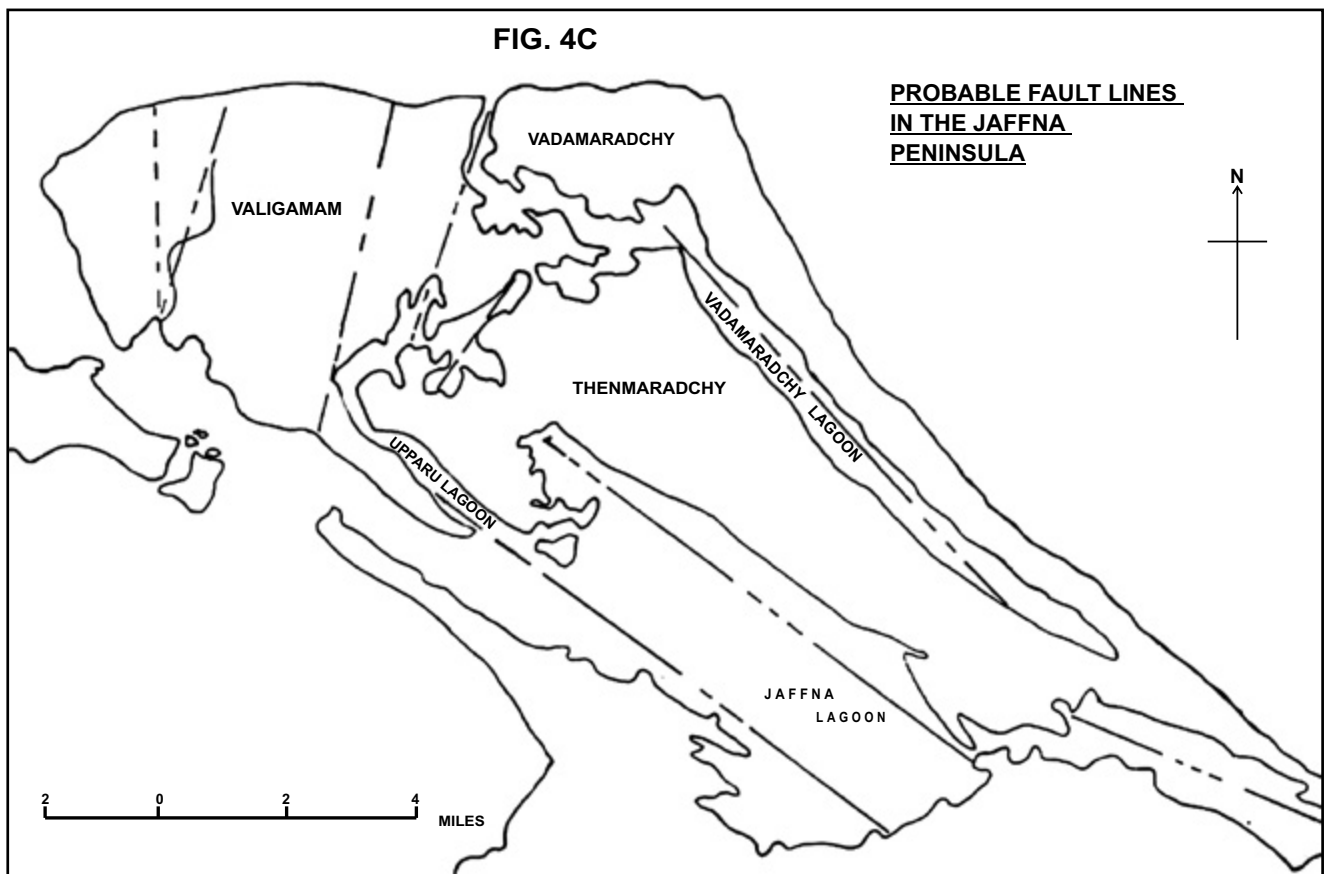 FIG. 4C
PROBABLE FAULT LINES
IN THE JAFFNA
PENINSULA
VADAMARADCHY
N
VALIGAMAM
VADAMARADCHY LAGOON
THENMARADCHY
UPPARU LAGOON
JAFFNA
LAGOON
2 0 2 4
MILES